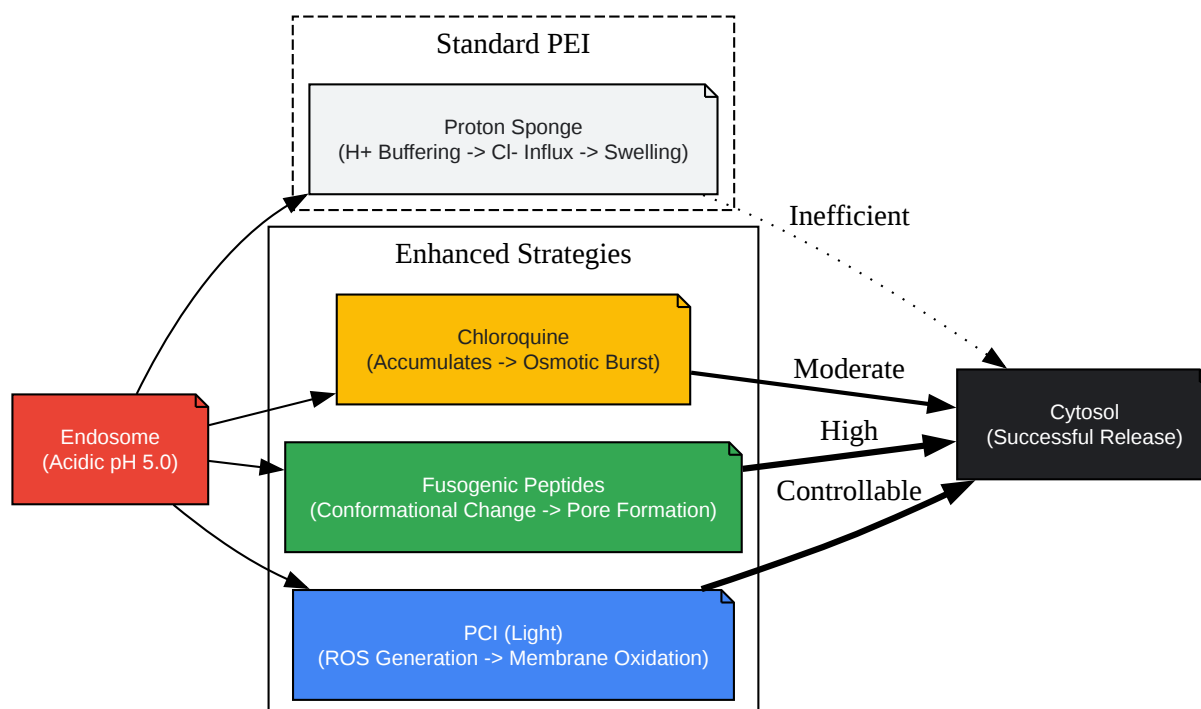 Standard PEI
Proton Sponge
(H+ Buffering -> Cl- Influx -> Swelling)
Inefficient
Enhanced Strategies
Chloroquine
(Accumulates -> Osmotic Burst)
Moderate
Endosome
(Acidic pH 5.0)
Cytosol
(Successful Release)
High
Fusogenic Peptides
(Conformational Change -> Pore Formation)
Controllable
PCI (Light)
(ROS Generation -> Membrane Oxidation)